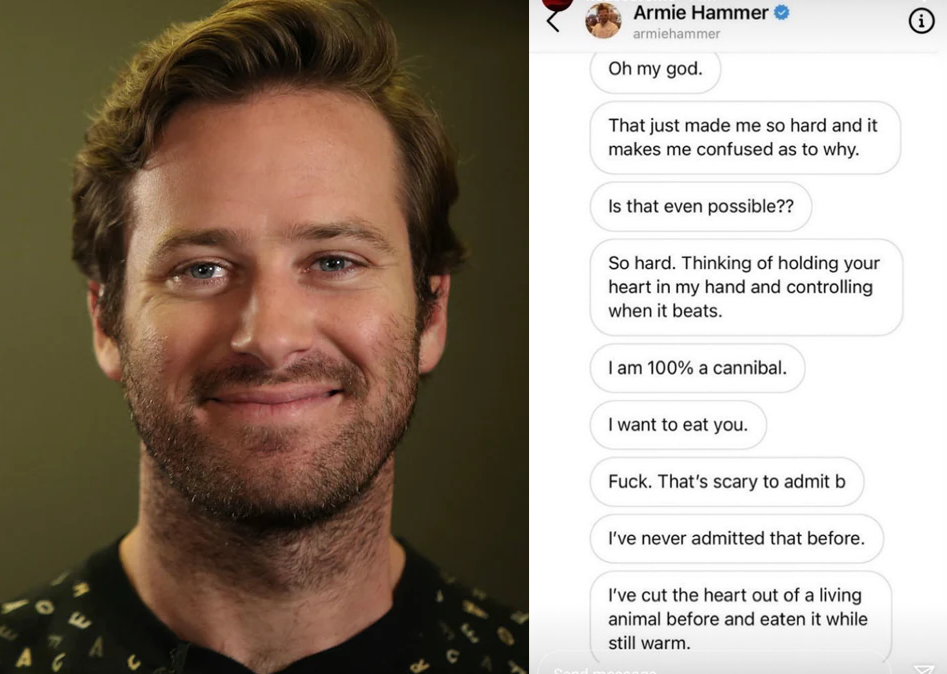 Armie Hammer
armiehammer
Oh my god.
That just made me so hard and it
makes me confused as to why.
Is that even possible??
So hard. Thinking of holding your
heart in my hand and controlling
when it beats.
I am 100% a cannibal.
I want to eat you.
Fuck. That's scary to admit b
I've never admitted that before.
I've cut the heart out of a living
animal before and eaten it while
still warm.
Send message